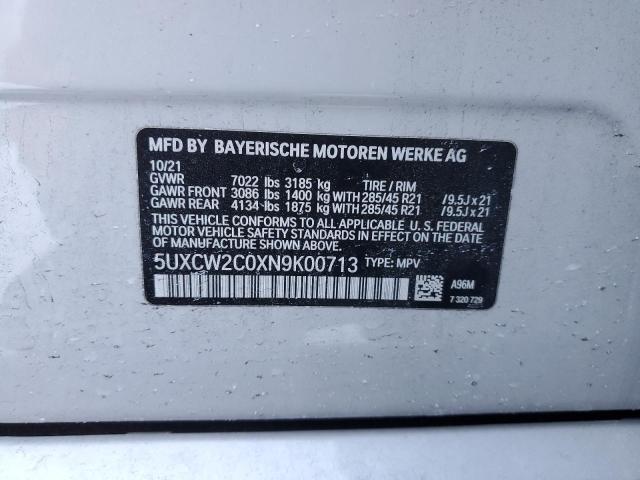 MFD BY BAYERISCHE MOTOREN WERKE AG
10/21
GVWR 7022 lbs 3185 kg TIRE / RIM
GAWR FRONT 3086 lbs 1400 kg WITH 285/45 R21 /9.5J x 21
GAWR REAR 4134 lbs 1875 kg WITH 285/45 R21 /9.5J x 21
THIS VEHICLE CONFORMS TO ALL APPLICABLE U. S. FEDERAL
MOTOR VEHICLE SAFETY STANDARDS IN EFFECT ON THE DATE OF
MANUFACTURE SHOWN ABOVE.
5UXCW2C0XN9K00713 TYPE: MPV
A96M
7 320 729